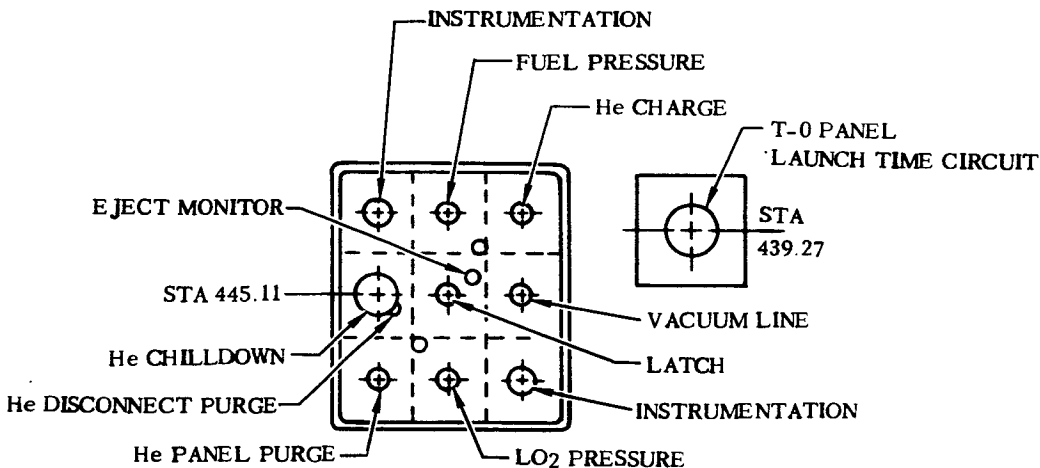 INSTRUMENTATION
FUEL PRESSURE
He CHARGE
T-0 PANEL
LAUNCH TIME CIRCUIT
EJECT MONITOR
STA
439.27
STA 445.11
VACUUM LINE
He CHILLDOWN
LATCH
He DISCONNECT PURGE
INSTRUMENTATION
He PANEL PURGE
LO2 PRESSURE